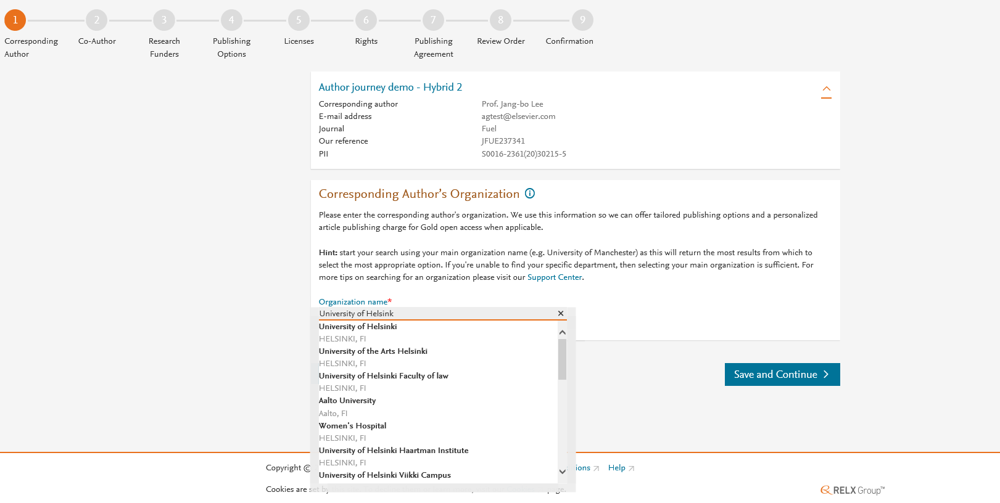 1 2 3 4 5 6 7 8 9
Corresponding Author
Co-Author
Research Funders
Publishing Options
Licenses
Rights
Publishing Agreement
Review Order
Confirmation
Author journey demo - Hybrid 2
Corresponding author Prof. Jang-bo Lee
E-mail address agtest@elsevier.com
Journal Fuel
Our reference JFUE237341
PII S0016-2361(20)30215-5
Corresponding Author's Organization
Please enter the corresponding author's organization. We use this information so we can offer tailored publishing options and a personalized
article publishing charge for Gold open access when applicable.
Hint: start your search using your main organization name (e.g. University of Manchester) as this will return the most results from which to
select the most appropriate option. If you're unable to find your specific department, then selecting your main organization is sufficient. For
more tips on searching for an organization please visit our Support Center.
Organization name*
University of Helsink
University of Helsinki
HELSINKI, FI
University of the Arts Helsinki
HELSINKI, FI
University of Helsinki Faculty of law
HELSINKI, FI
Aalto University
Aalto, FI
Women's Hospital
HELSINKI, FI
University of Helsinki Haartman Institute
HELSINKI, FI
University of Helsinki Viikki Campus
Save and Continue
Copyright © ions Help
Cookies are set by page.
RELX Group™